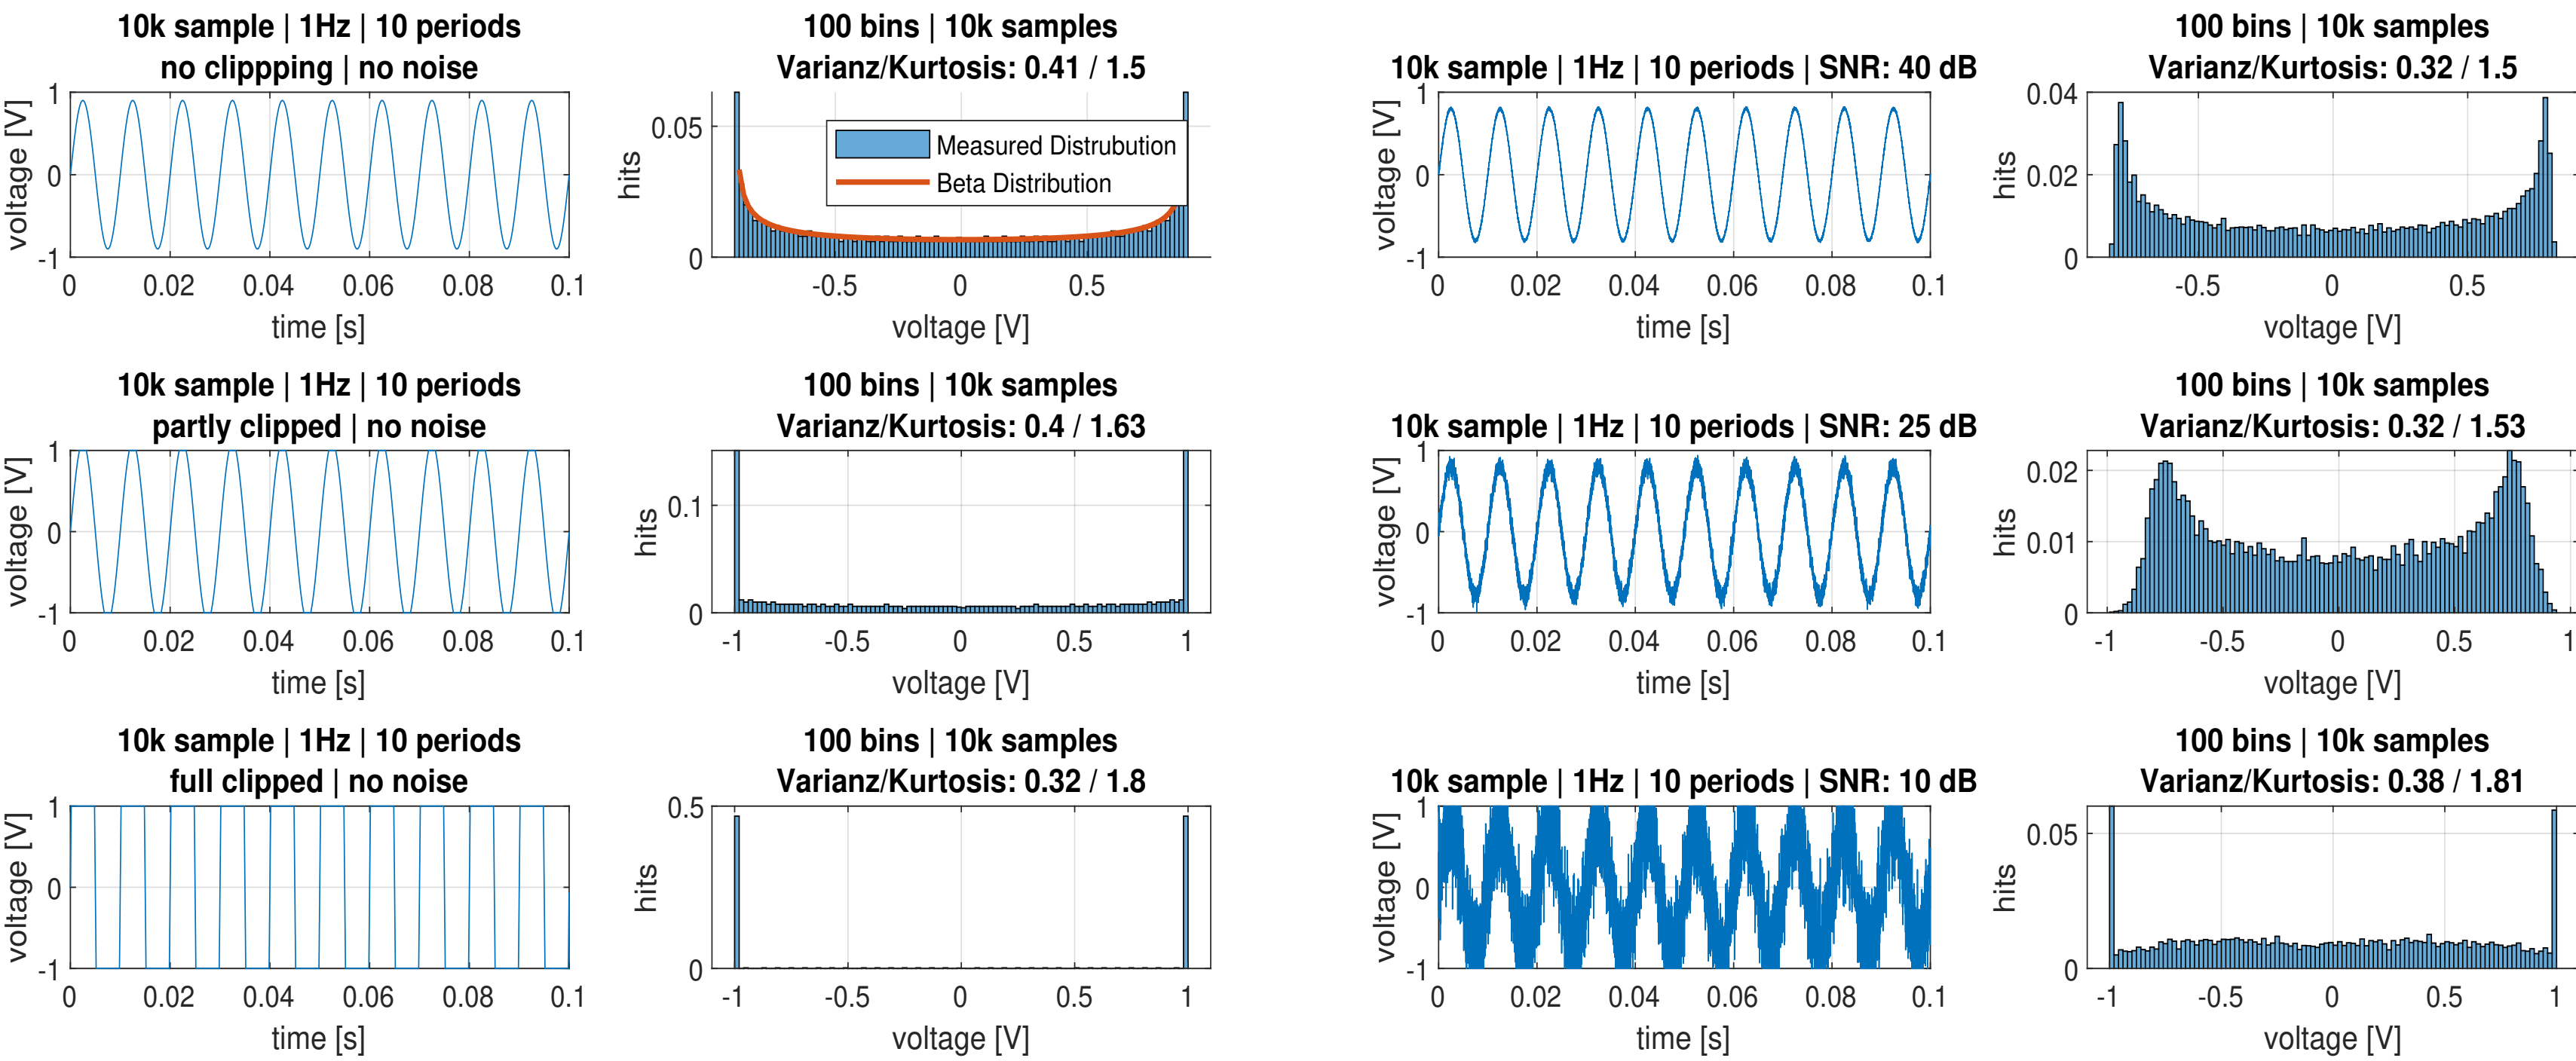 10k sample | 1Hz | 10 periods
no clippping | no noise
voltage [V]
1
0
-1
0 0.02 0.04 0.06 0.08 0.1
time [s]
100 bins | 10k samples
Varianz/Kurtosis: 0.41 / 1.5
hits
0.05
0
Measured Distrubution
Beta Distribution
-0.5 0 0.5
voltage [V]
10k sample | 1Hz | 10 periods | SNR: 40 dB
voltage [V]
1
0
-1
0 0.02 0.04 0.06 0.08 0.1
time [s]
100 bins | 10k samples
Varianz/Kurtosis: 0.32 / 1.5
hits
0.04
0.02
0
-0.5 0 0.5
voltage [V]
10k sample | 1Hz | 10 periods
partly clipped | no noise
voltage [V]
1
0
-1
0 0.02 0.04 0.06 0.08 0.1
time [s]
100 bins | 10k samples
Varianz/Kurtosis: 0.4 / 1.63
hits
0.1
0
-1 -0.5 0 0.5 1
voltage [V]
10k sample | 1Hz | 10 periods | SNR: 25 dB
voltage [V]
1
0
-1
0 0.02 0.04 0.06 0.08 0.1
time [s]
100 bins | 10k samples
Varianz/Kurtosis: 0.32 / 1.53
hits
0.02
0.01
0
-1 -0.5 0 0.5 1
voltage [V]
10k sample | 1Hz | 10 periods
full clipped | no noise
voltage [V]
1
0
-1
0 0.02 0.04 0.06 0.08 0.1
time [s]
100 bins | 10k samples
Varianz/Kurtosis: 0.32 / 1.8
hits
0.5
0
-1 -0.5 0 0.5 1
voltage [V]
10k sample | 1Hz | 10 periods | SNR: 10 dB
voltage [V]
1
0
-1
0 0.02 0.04 0.06 0.08 0.1
time [s]
100 bins | 10k samples
Varianz/Kurtosis: 0.38 / 1.81
hits
0.05
0
-1 -0.5 0 0.5 1
voltage [V]